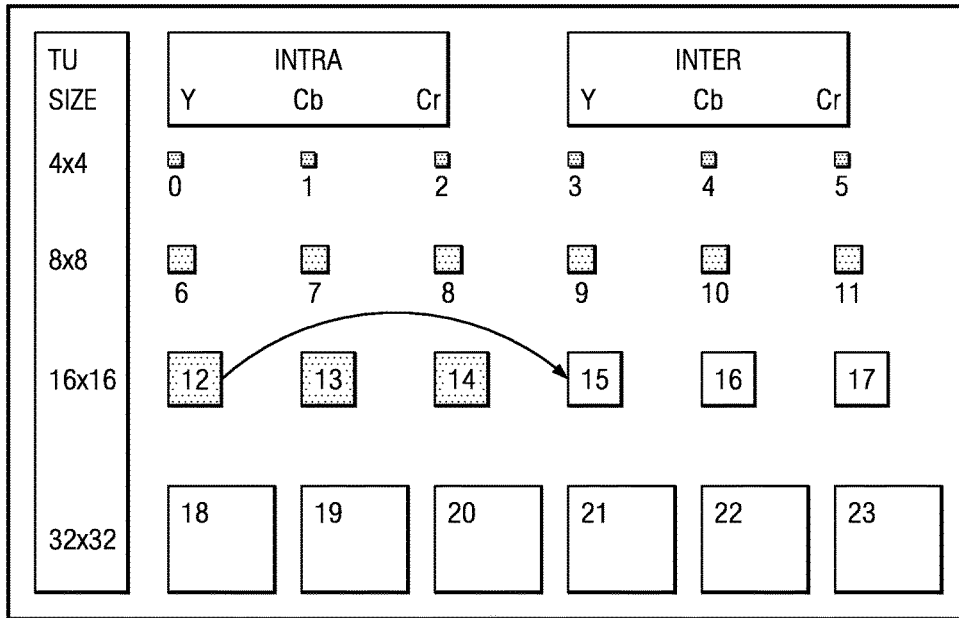 TU
SIZE
INTRA
Y Cb Cr
INTER
Y Cb Cr
4x4
0 1 2 3 4 5
8x8
6 7 8 9 10 11
16x16
12 13 14 15 16 17
32x32
18 19 20 21 22 23